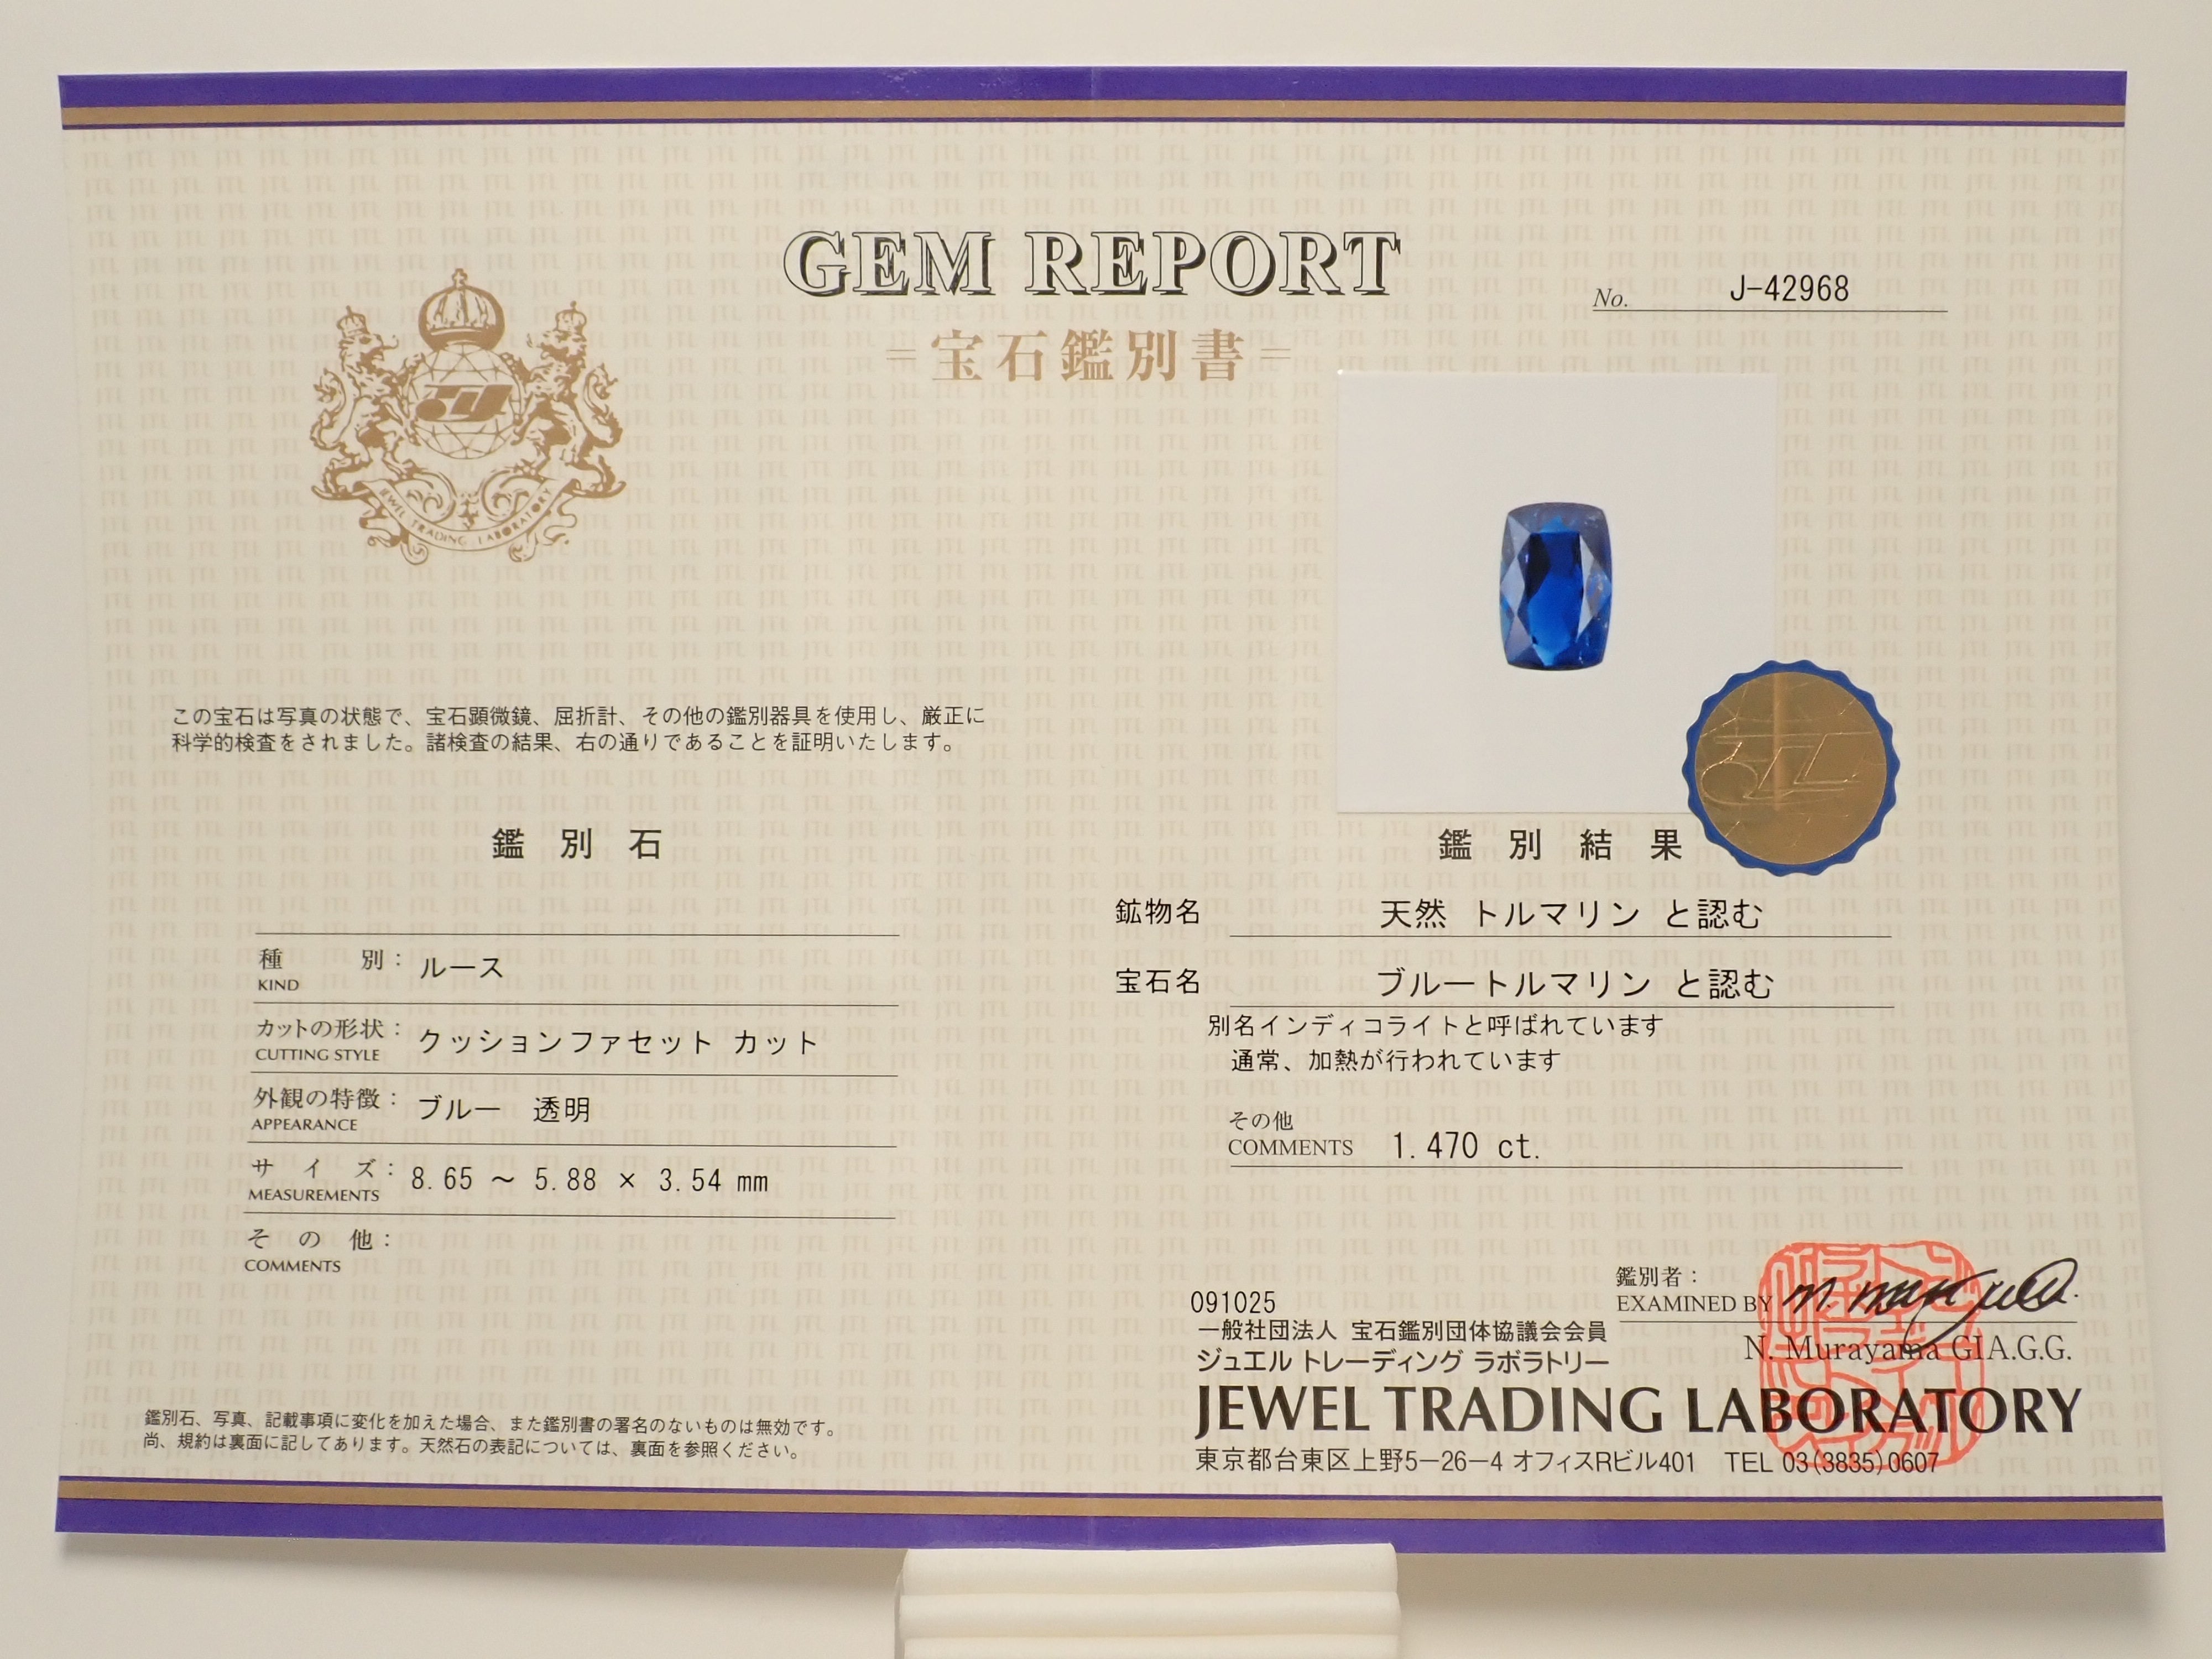 GEM REPORT
=宝石鑑別書=
No. J-42968
JEWEL TRADING LABORATORY
この宝石は写真の状態で、宝石顕微鏡、屈折計、その他の鑑別器具を使用し、厳正に
科学的検査をされました。諸検査の結果、右の通りであることを証明いたします。
鑑別石
種別: ルース
KIND
カットの形状: クッションファセット カット
CUTTING STYLE
外観の特徴: ブルー 透明
APPEARANCE
サイズ: 8.65 ～ 5.88 × 3.54 mm
MEASUREMENTS
その他:
COMMENTS
鑑別石、写真、記載事項に変化を加えた場合、また鑑別書の署名のないものは無効です。
尚、規約は裏面に記してあります。天然石の表記については、裏面を参照ください。
鑑別結果
鉱物名 天然 トルマリン と認む
宝石名 ブルートルマリン と認む
別名インディコライトと呼ばれています
通常、加熱が行われています
その他
COMMENTS 1.470 ct.
鑑別者:
EXAMINED BY
N. Murayama GIA.G.G.
091025
一般社団法人 宝石鑑別団体協議会会員
ジュエル トレーディング ラボラトリー
JEWEL TRADING LABORATORY
東京都台東区上野5-26-4 オフィスRビル401 TEL 03(3835)0607